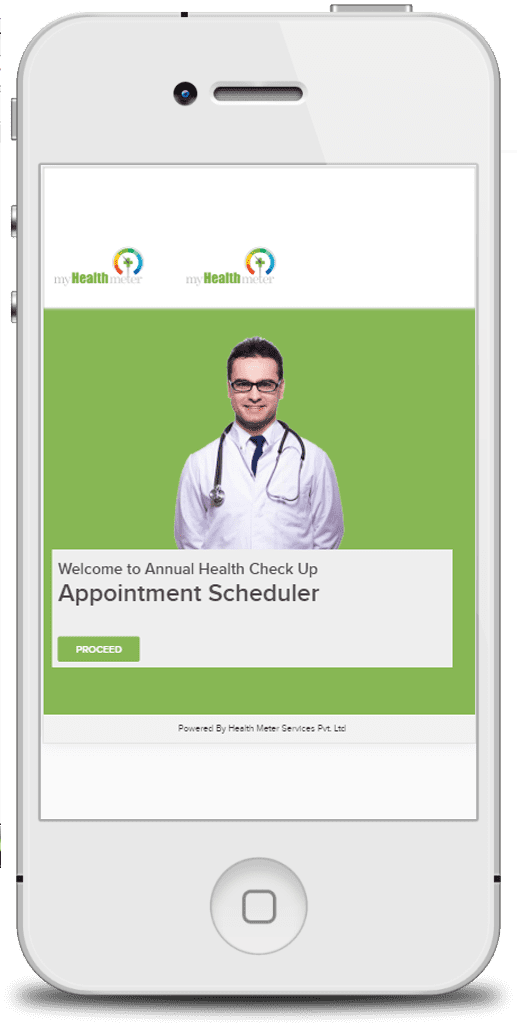 myHealthmeter myHealthmeter
Welcome to Annual Health Check Up
Appointment Scheduler
PROCEED
Powered By Health Meter Services Pvt. Ltd